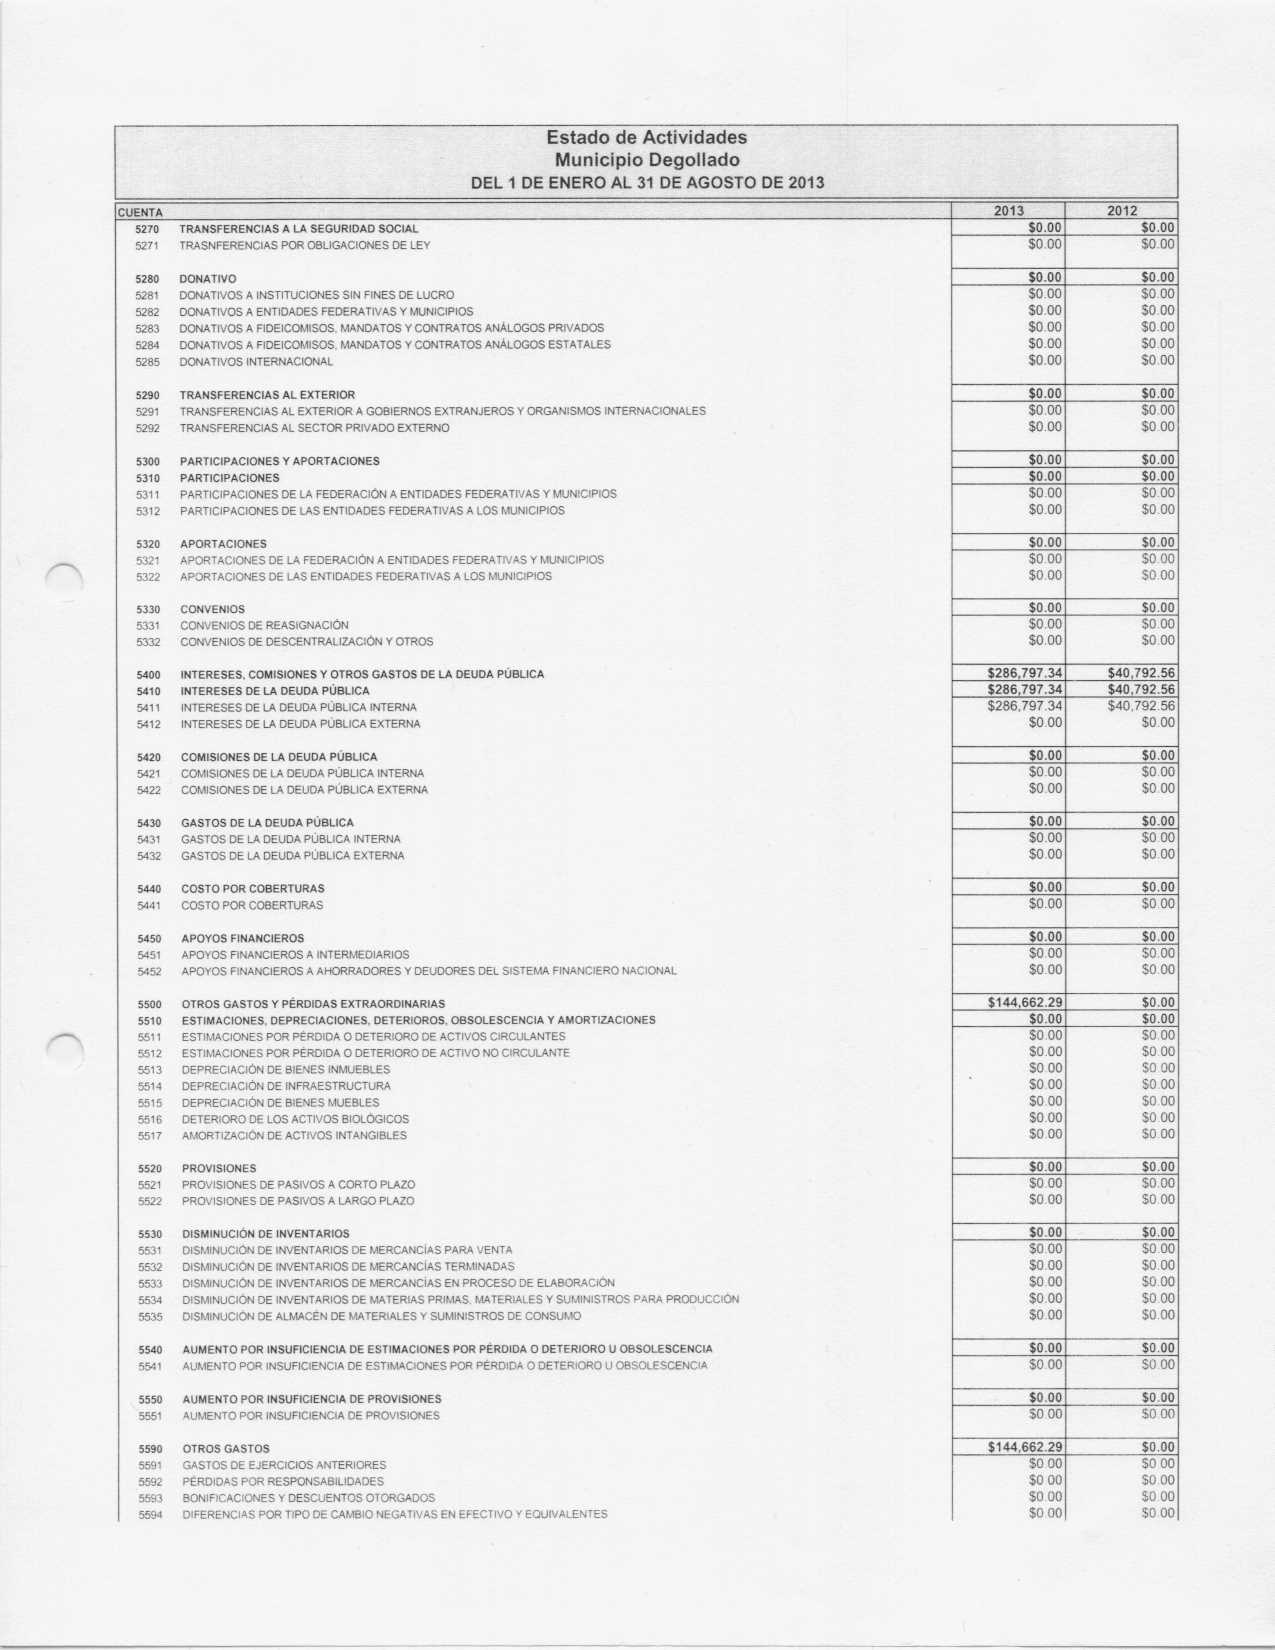 Estado de Actividades
Municipio Degollado
DEL 1 DE ENERO AL 31 DE AGOSTO DE 2013
CUENTA 2013 2012
5270 TRANSFERENCIAS A LA SEGURIDAD SOCIAL $0.00 $0.00
5271 TRASNFERENCIAS POR OBLIGACIONES DE LEY $0.00 $0.00
5280 DONATIVO $0.00 $0.00
5281 DONATIVOS A INSTITUCIONES SIN FINES DE LUCRO $0.00 $0.00
5282 DONATIVOS A ENTIDADES FEDERATIVAS Y MUNICIPIOS $0.00 $0.00
5283 DONATIVOS A FIDEICOMISOS, MANDATOS Y CONTRATOS ANÁLOGOS PRIVADOS $0.00 $0.00
5284 DONATIVOS A FIDEICOMISOS, MANDATOS Y CONTRATOS ANÁLOGOS ESTATALES $0.00 $0.00
5285 DONATIVOS INTERNACIONAL $0.00 $0.00
5290 TRANSFERENCIAS AL EXTERIOR $0.00 $0.00
5291 TRANSFERENCIAS AL EXTERIOR A GOBIERNOS EXTRANJEROS Y ORGANISMOS INTERNACIONALES $0.00 $0.00
5292 TRANSFERENCIAS AL SECTOR PRIVADO EXTERNO $0.00 $0.00
5300 PARTICIPACIONES Y APORTACIONES $0.00 $0.00
5310 PARTICIPACIONES $0.00 $0.00
5311 PARTICIPACIONES DE LA FEDERACIÓN A ENTIDADES FEDERATIVAS Y MUNICIPIOS $0.00 $0.00
5312 PARTICIPACIONES DE LAS ENTIDADES FEDERATIVAS A LOS MUNICIPIOS $0.00 $0.00
5320 APORTACIONES $0.00 $0.00
5321 APORTACIONES DE LA FEDERACIÓN A ENTIDADES FEDERATIVAS Y MUNICIPIOS $0.00 $0.00
5322 APORTACIONES DE LAS ENTIDADES FEDERATIVAS A LOS MUNICIPIOS $0.00 $0.00
5330 CONVENIOS $0.00 $0.00
5331 CONVENIOS DE REASIGNACIÓN $0.00 $0.00
5332 CONVENIOS DE DESCENTRALIZACIÓN Y OTROS $0.00 $0.00
5400 INTERESES, COMISIONES Y OTROS GASTOS DE LA DEUDA PÚBLICA $286,797.34 $40,792.56
5410 INTERESES DE LA DEUDA PÚBLICA $286,797.34 $40,792.56
5411 INTERESES DE LA DEUDA PÚBLICA INTERNA $286,797.34 $40,792.56
5412 INTERESES DE LA DEUDA PÚBLICA EXTERNA $0.00 $0.00
5420 COMISIONES DE LA DEUDA PÚBLICA $0.00 $0.00
5421 COMISIONES DE LA DEUDA PÚBLICA INTERNA $0.00 $0.00
5422 COMISIONES DE LA DEUDA PÚBLICA EXTERNA $0.00 $0.00
5430 GASTOS DE LA DEUDA PÚBLICA $0.00 $0.00
5431 GASTOS DE LA DEUDA PÚBLICA INTERNA $0.00 $0.00
5432 GASTOS DE LA DEUDA PÚBLICA EXTERNA $0.00 $0.00
5440 COSTO POR COBERTURAS $0.00 $0.00
5441 COSTO POR COBERTURAS $0.00 $0.00
5450 APOYOS FINANCIEROS $0.00 $0.00
5451 APOYOS FINANCIEROS A INTERMEDIARIOS $0.00 $0.00
5452 APOYOS FINANCIEROS A AHORRADORES Y DEUDORES DEL SISTEMA FINANCIERO NACIONAL $0.00 $0.00
5500 OTROS GASTOS Y PÉRDIDAS EXTRAORDINARIAS $144,662.29 $0.00
5510 ESTIMACIONES, DEPRECIACIONES, DETERIOROS, OBSOLESCENCIA Y AMORTIZACIONES $0.00 $0.00
5511 ESTIMACIONES POR PÉRDIDA O DETERIORO DE ACTIVOS CIRCULANTES $0.00 $0.00
5512 ESTIMACIONES POR PÉRDIDA O DETERIORO DE ACTIVO NO CIRCULANTE $0.00 $0.00
5513 DEPRECIACIÓN DE BIENES INMUEBLES $0.00 $0.00
5514 DEPRECIACIÓN DE INFRAESTRUCTURA $0.00 $0.00
5515 DEPRECIACIÓN DE BIENES MUEBLES $0.00 $0.00
5516 DETERIORO DE LOS ACTIVOS BIOLÓGICOS $0.00 $0.00
5517 AMORTIZACIÓN DE ACTIVOS INTANGIBLES $0.00 $0.00
5520 PROVISIONES $0.00 $0.00
5521 PROVISIONES DE PASIVOS A CORTO PLAZO $0.00 $0.00
5522 PROVISIONES DE PASIVOS A LARGO PLAZO $0.00 $0.00
5530 DISMINUCIÓN DE INVENTARIOS $0.00 $0.00
5531 DISMINUCIÓN DE INVENTARIOS DE MERCANCÍAS PARA VENTA $0.00 $0.00
5532 DISMINUCIÓN DE INVENTARIOS DE MERCANCÍAS TERMINADAS $0.00 $0.00
5533 DISMINUCIÓN DE INVENTARIOS DE MERCANCÍAS EN PROCESO DE ELABORACIÓN $0.00 $0.00
5534 DISMINUCIÓN DE INVENTARIOS DE MATERIAS PRIMAS, MATERIALES Y SUMINISTROS PARA PRODUCCIÓN $0.00 $0.00
5535 DISMINUCIÓN DE ALMACÉN DE MATERIALES Y SUMINISTROS DE CONSUMO $0.00 $0.00
5540 AUMENTO POR INSUFICIENCIA DE ESTIMACIONES POR PÉRDIDA O DETERIORO U OBSOLESCENCIA $0.00 $0.00
5541 AUMENTO POR INSUFICIENCIA DE ESTIMACIONES POR PÉRDIDA O DETERIORO U OBSOLESCENCIA $0.00 $0.00
5550 AUMENTO POR INSUFICIENCIA DE PROVISIONES $0.00 $0.00
5551 AUMENTO POR INSUFICIENCIA DE PROVISIONES $0.00 $0.00
5590 OTROS GASTOS $144,662.29 $0.00
5591 GASTOS DE EJERCICIOS ANTERIORES $0.00 $0.00
5592 PÉRDIDAS POR RESPONSABILIDADES $0.00 $0.00
5593 BONIFICACIONES Y DESCUENTOS OTORGADOS $0.00 $0.00
5594 DIFERENCIAS POR TIPO DE CAMBIO NEGATIVAS EN EFECTIVO Y EQUIVALENTES $0.00 $0.00